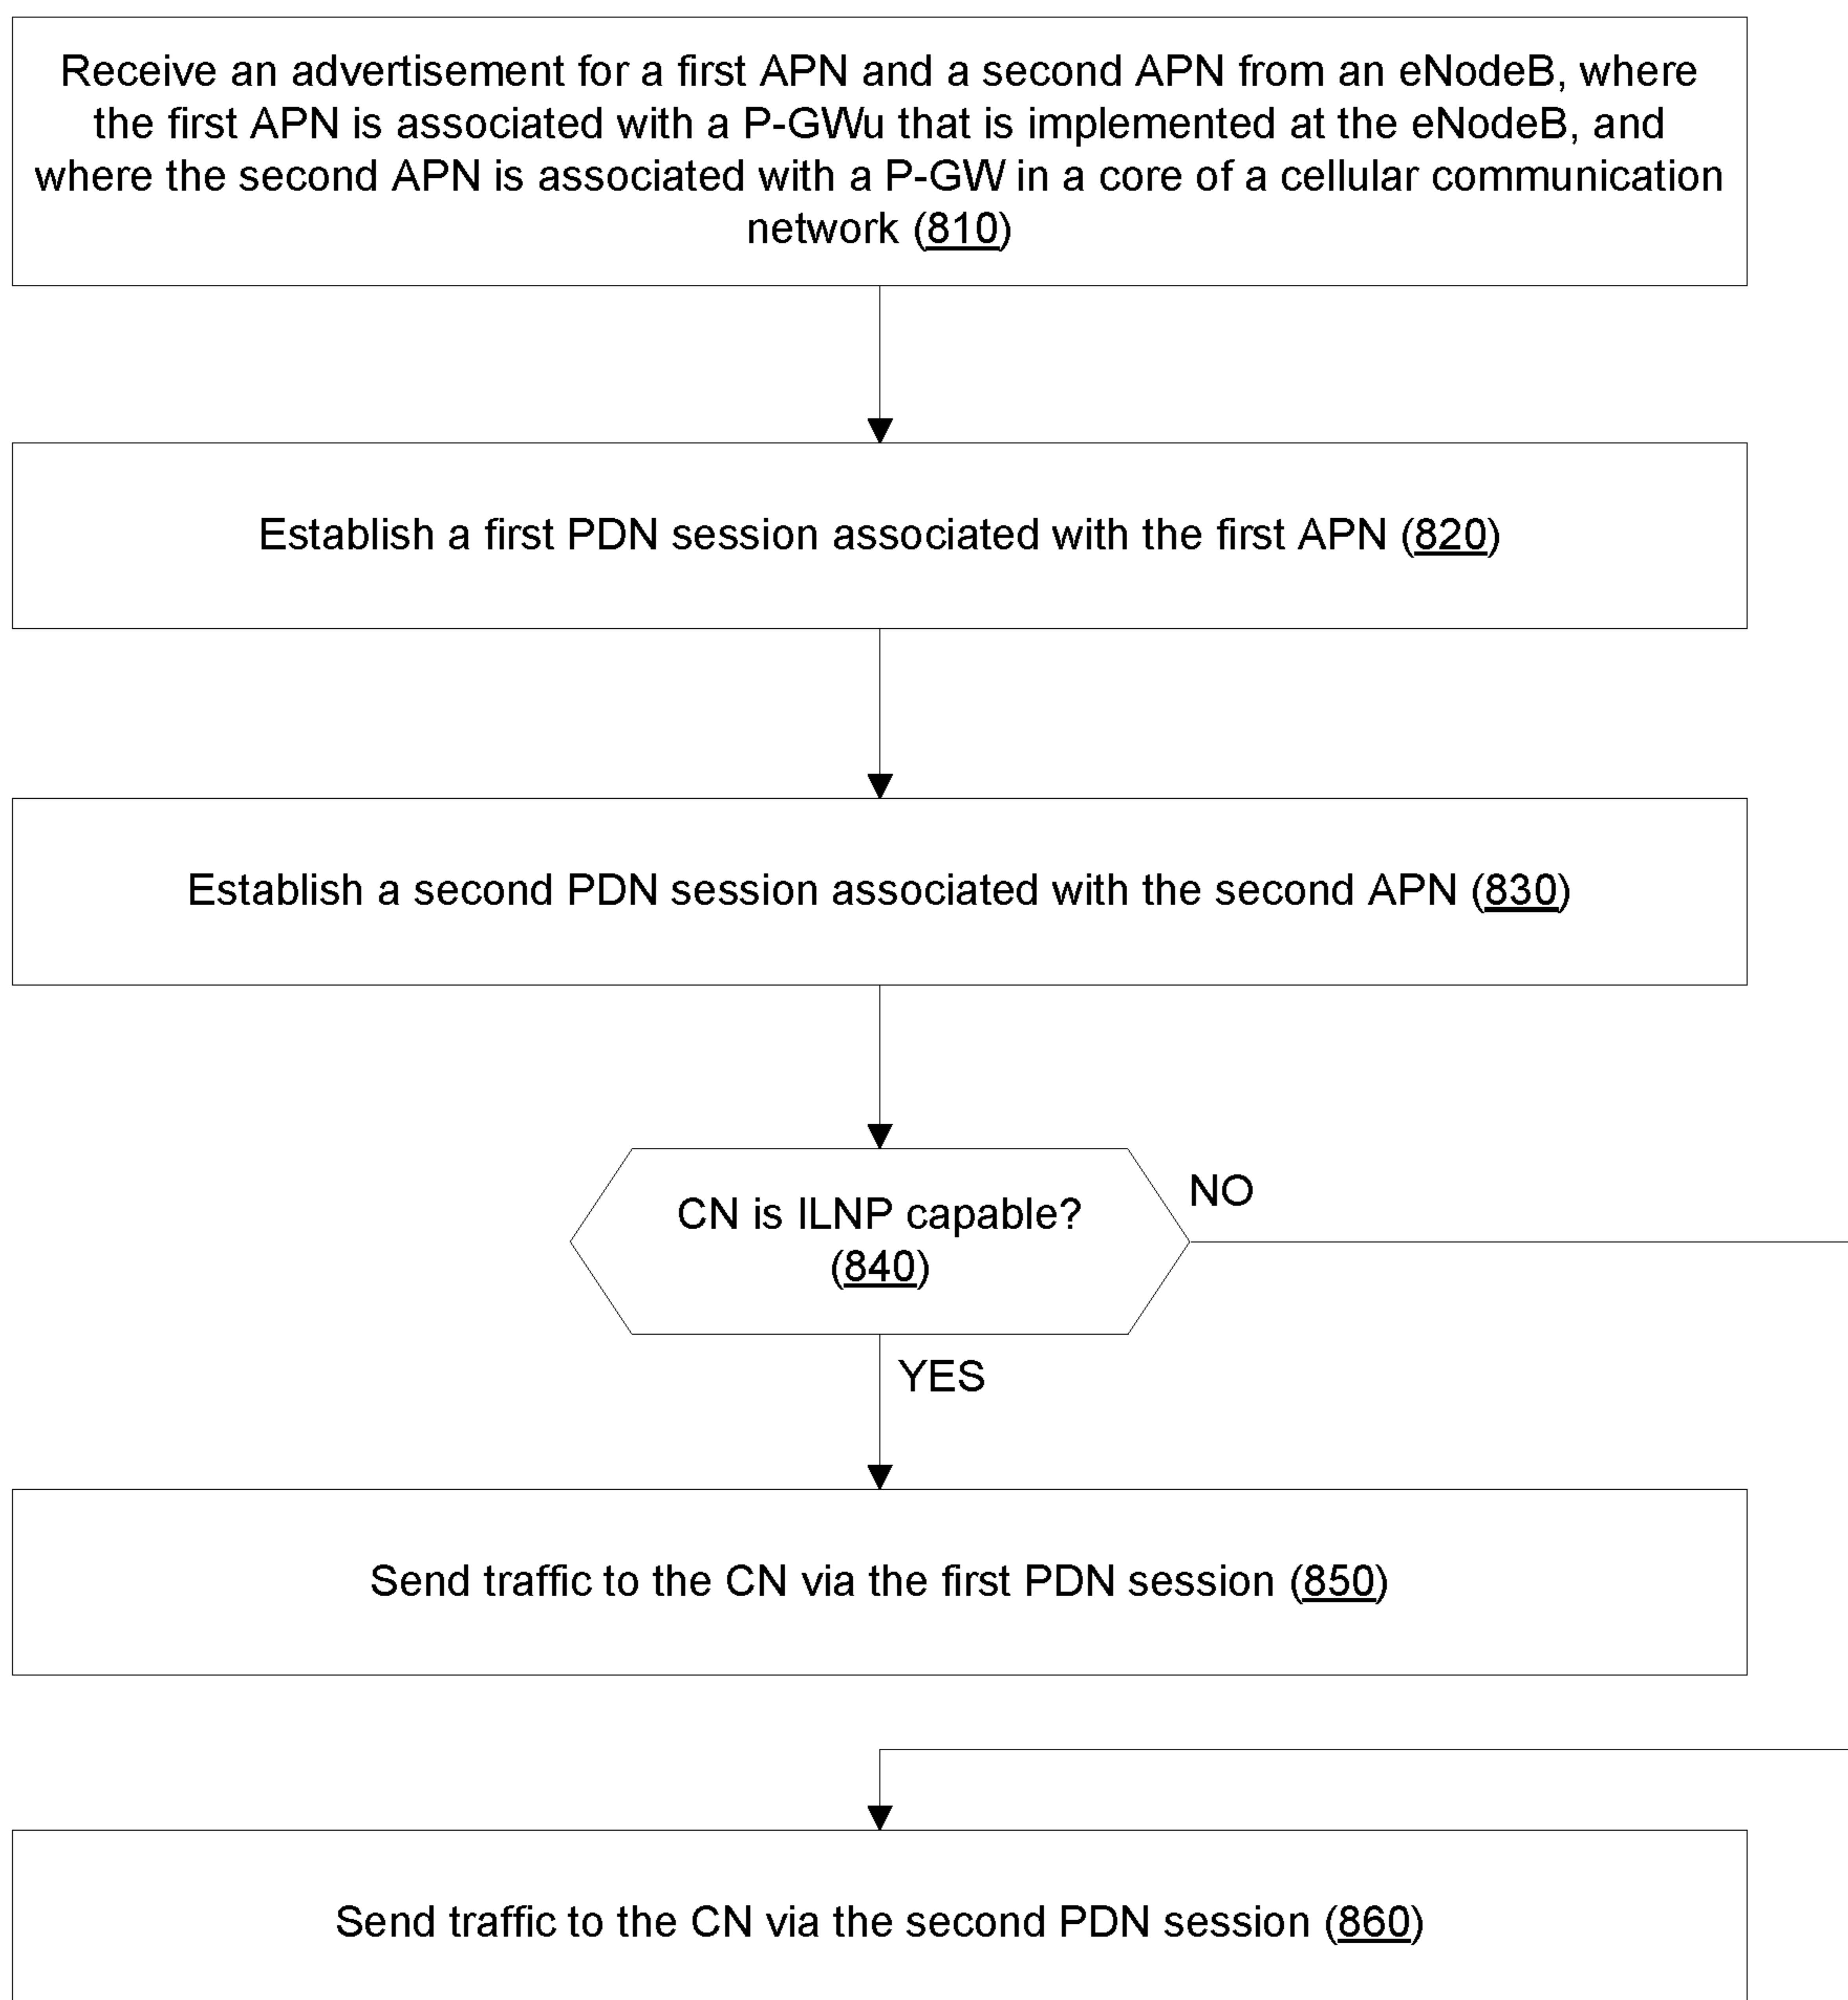 Receive an advertisement for a first APN and a second APN from an eNodeB, where
the first APN is associated with a P-GWu that is implemented at the eNodeB, and
where the second APN is associated with a P-GW in a core of a cellular communication
network (810)
Establish a first PDN session associated with the first APN (820)
Establish a second PDN session associated with the second APN (830)
CN is ILNP capable?
(840)
NO
YES
Send traffic to the CN via the first PDN session (850)
Send traffic to the CN via the second PDN session (860)